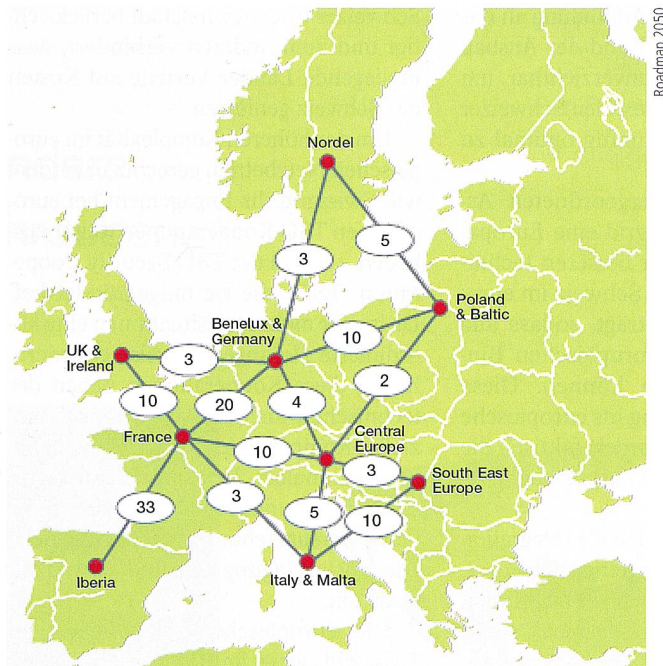 Roadmap 2050
Nordel
5
3
Poland
& Baltic
Benelux &
Germany
10
UK &
Ireland
3
2
10
20
4
France
Central
Europe
10
3
South East
Europe
3
33
5
10
Iberia
Italy & Malta